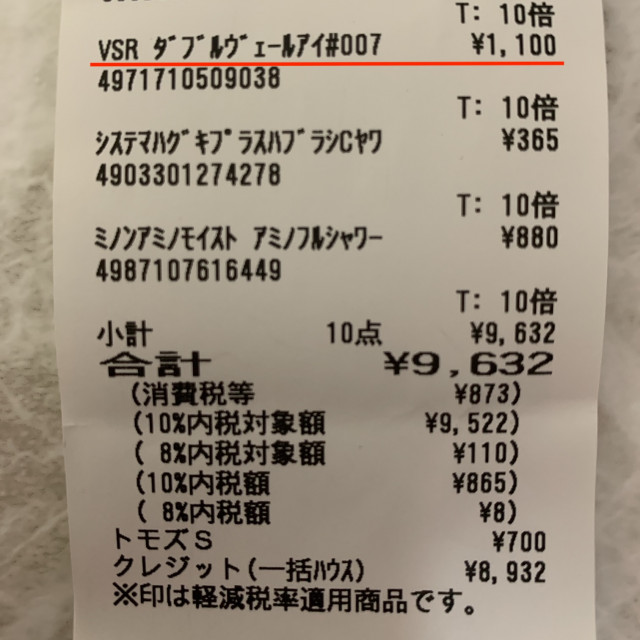 T: 10倍
VSR ﾀﾞﾌﾞﾙｳﾞｪｰﾙｱｲ#007 ¥1,100
4971710509038
T: 10倍
ｼｽﾃﾏﾊｸﾞｷﾌﾟﾗｽﾊﾌﾞﾗｼCﾔﾜ ¥365
4903301274278
T: 10倍
ﾐﾉﾝｱﾐﾉﾓｲｽﾄ ｱﾐﾉﾌﾙｼｬﾜｰ ¥880
4987107616449
T: 10倍
小計 10点 ¥9,632
合計 ¥9,632
(消費税等 ¥873)
(10%内税対象額 ¥9,522)
( 8%内税対象額 ¥110)
(10%内税額 ¥865)
( 8%内税額 ¥8)
トモズS ¥700
クレジット(一括ﾊｳｽ) ¥8,932
※印は軽減税率適用商品です。